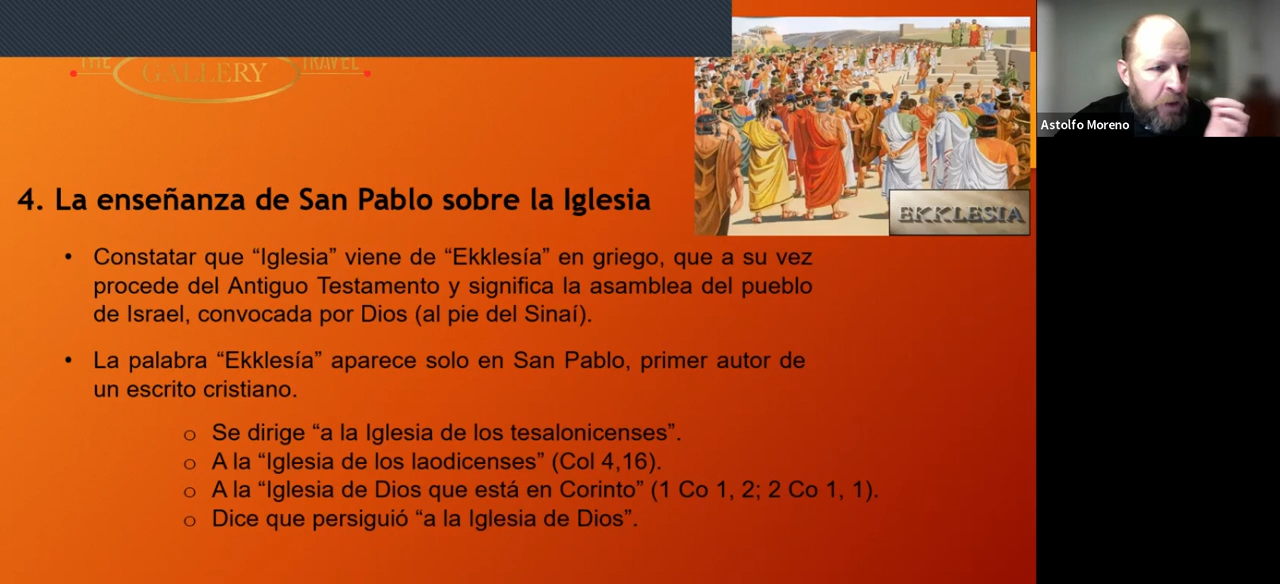 THE GALLERY TRAVEL
EKKLESIA
Astolfo Moreno
4. La enseñanza de San Pablo sobre la Iglesia
• Constatar que “Iglesia” viene de “Ekklesía” en griego, que a su vez
procede del Antiguo Testamento y significa la asamblea del pueblo
de Israel, convocada por Dios (al pie del Sinaí).
• La palabra “Ekklesía” aparece solo en San Pablo, primer autor de
un escrito cristiano.
o Se dirige “a la Iglesia de los tesalonicenses”.
o A la “Iglesia de los laodicenses” (Col 4,16).
o A la “Iglesia de Dios que está en Corinto” (1 Co 1, 2; 2 Co 1, 1).
o Dice que persiguió “a la Iglesia de Dios”.